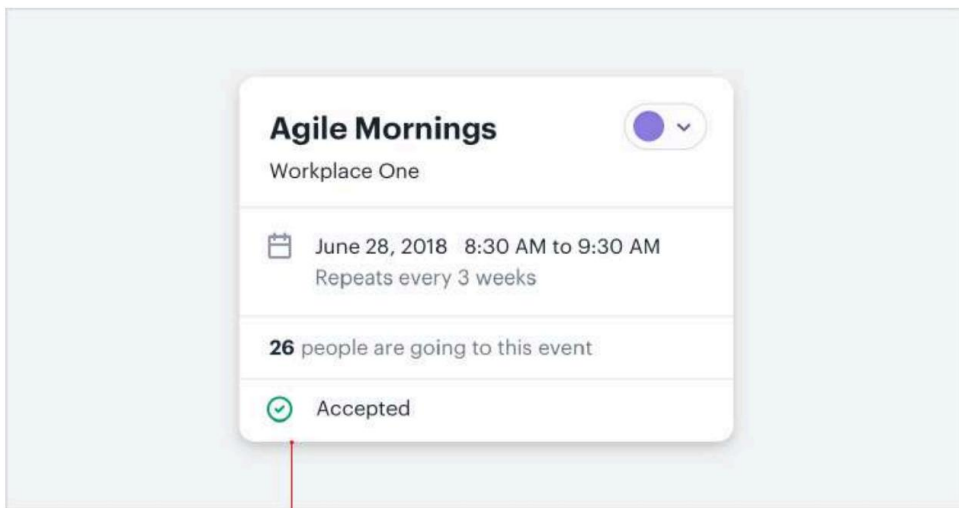 Agile Mornings
Workplace One
June 28, 2018 8:30 AM to 9:30 AM
Repeats every 3 weeks
26 people are going to this event
Accepted